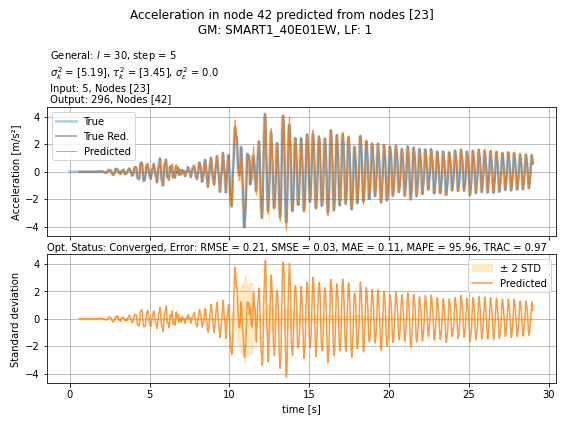 Acceleration in node 42 predicted from nodes [23]
GM: SMART1_40E01EW, LF: 1
General: l = 30, step = 5
σ²ₖ = [5.19], τ²ₖ = [3.45], σ²ε = 0.0
Input: 5, Nodes [23]
Output: 296, Nodes [42]
Acceleration [m/s²]
4
2
0
−2
−4
True
True Red.
Predicted
Opt. Status: Converged, Error: RMSE = 0.21, SMSE = 0.03, MAE = 0.11, MAPE = 95.96, TRAC = 0.97
Standard deviation
4
2
0
−2
−4
± 2 STD
Predicted
0 5 10 15 20 25 30
time [s]